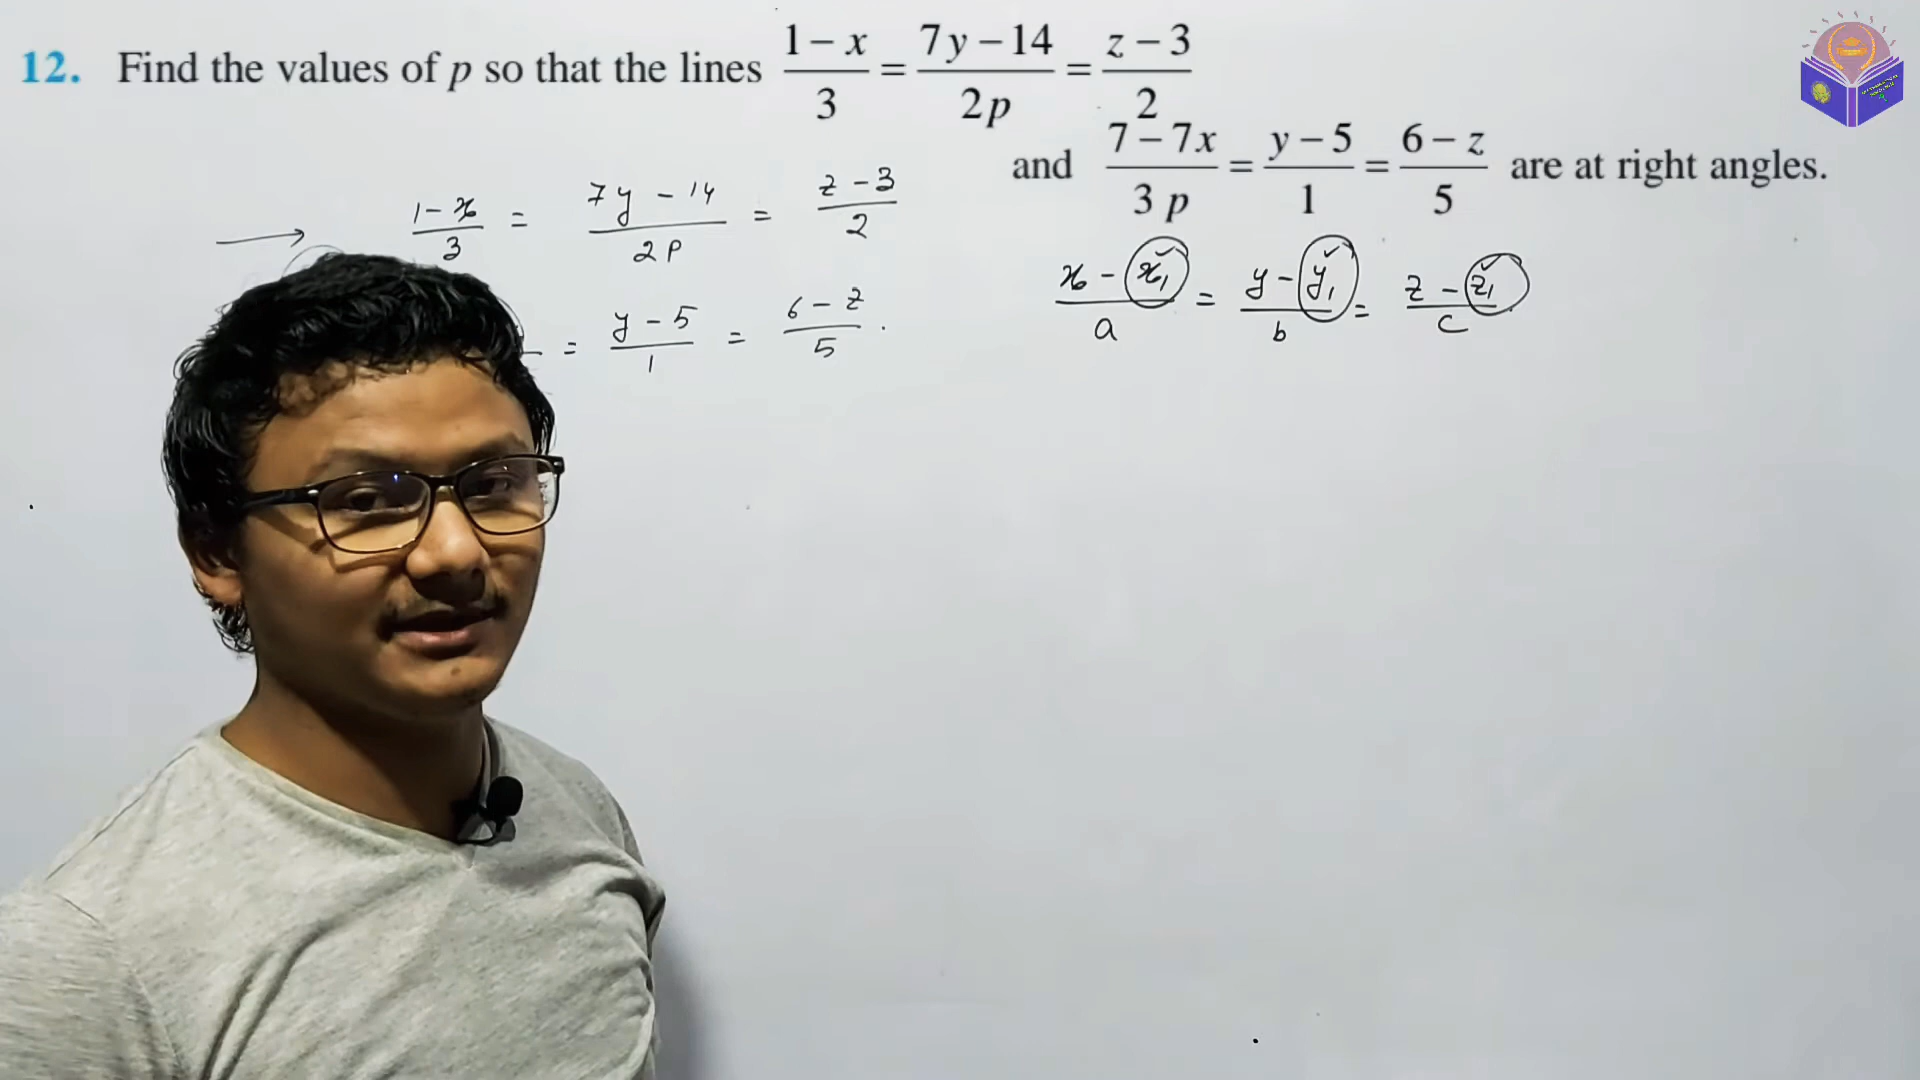 12. Find the values of p so that the lines (1 – x)/3 = (7y – 14)/2p = (z – 3)/2
and (7 – 7x)/3p = (y – 5)/1 = (6 – z)/5 are at right angles.
→ (1 - x)/3 = (7y - 14)/2P = (z - 3)/2
= (y - 5)/1 = (6 - z)/5 .
(x - x₁)/a = (y - y₁)/b = (z - z₁)/c